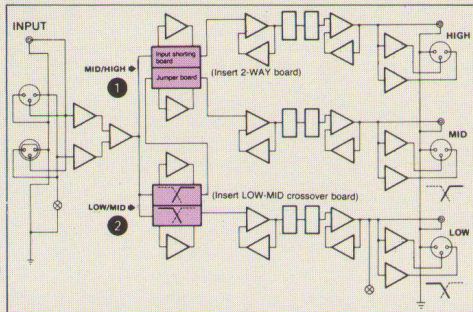 INPUT
HIGH
Input shorting
board
MID/HIGH
Jumper board
1
(Insert 2-WAY board)
MID
(Insert LOW-MID crossover board)
LOW/MID
2
LOW